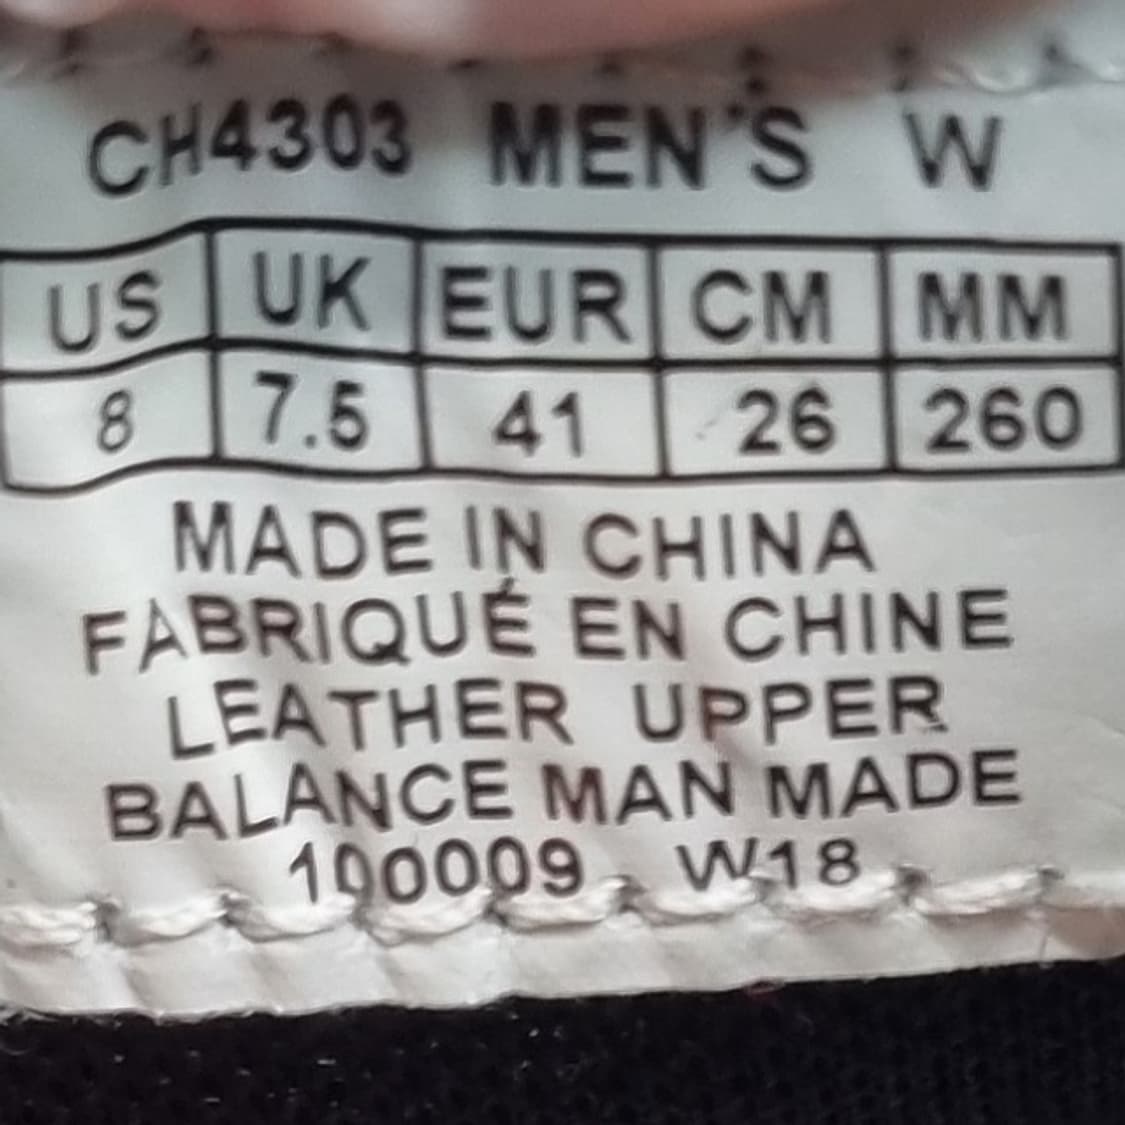 CH4303 MEN'S W
US UK EUR CM MM
8 7.5 41 26 260
MADE IN CHINA
FABRIQUÉ EN CHINE
LEATHER UPPER
BALANCE MAN MADE
100009 W18